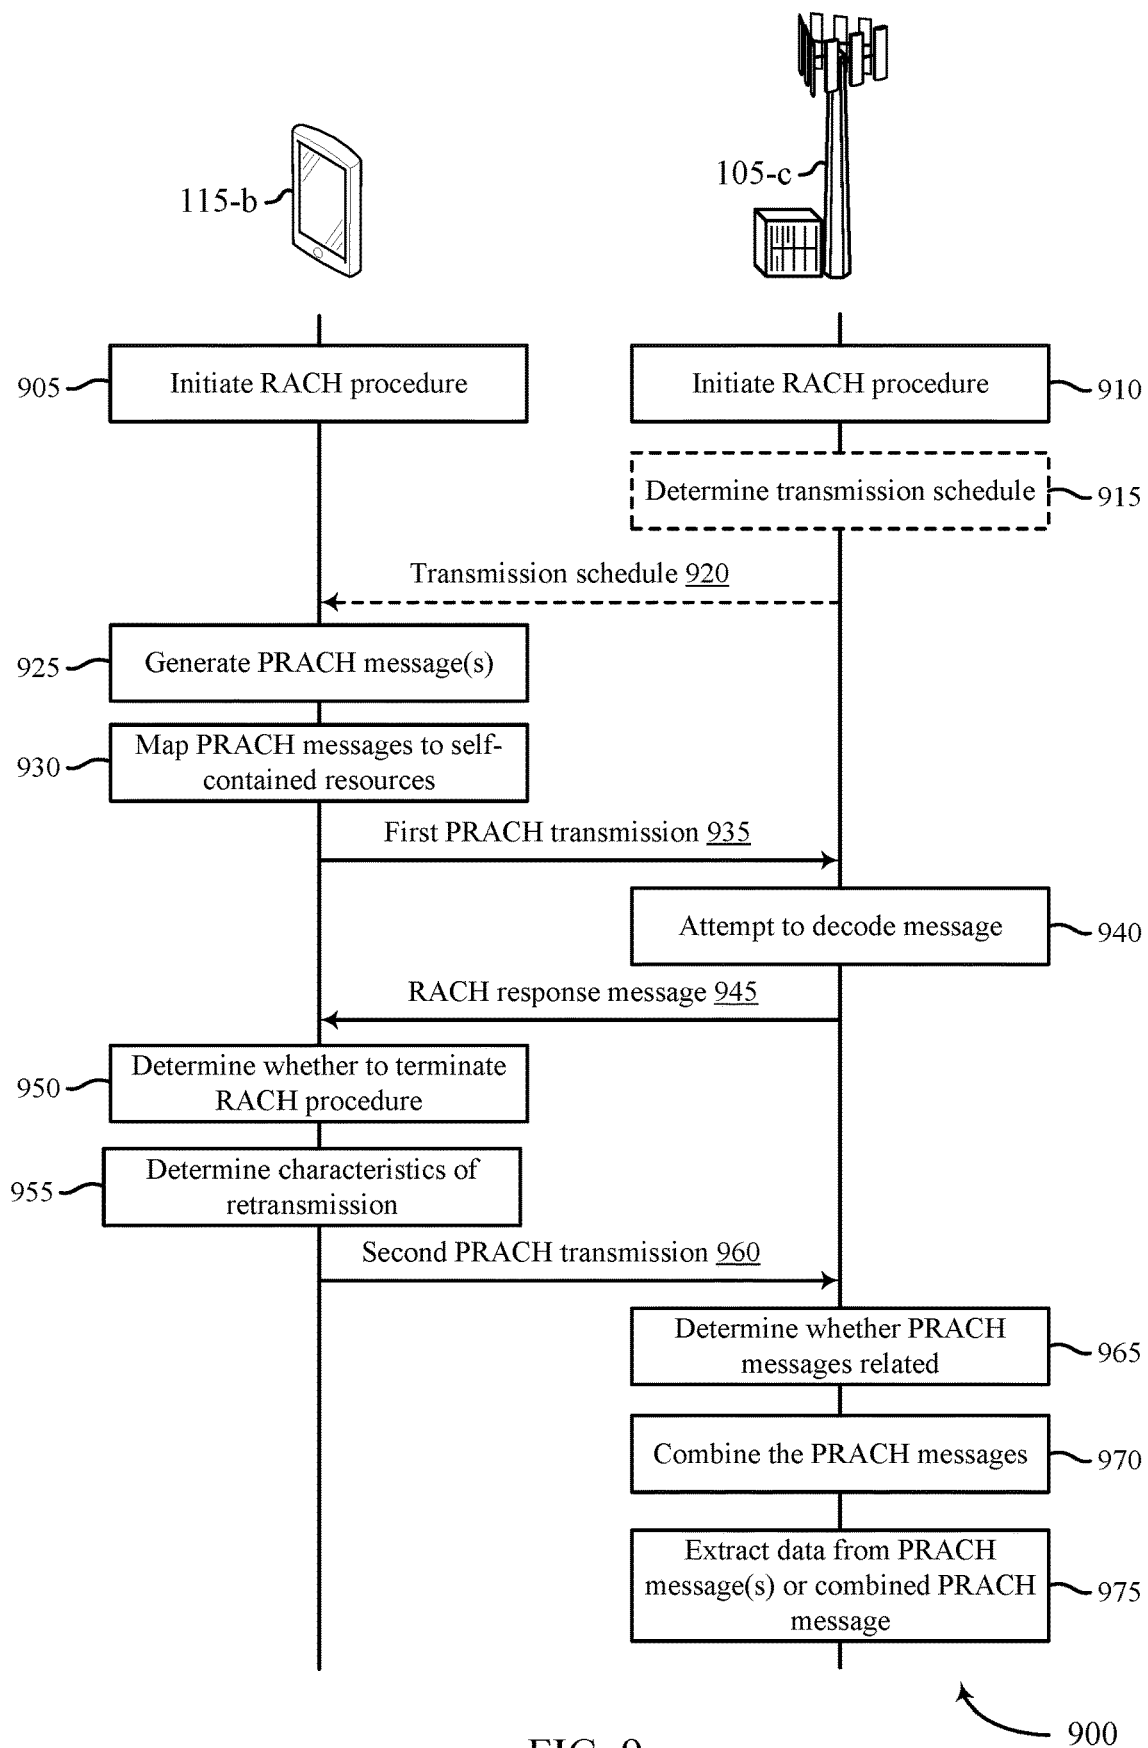 115-b
105-c
905
Initiate RACH procedure
Initiate RACH procedure
910
Determine transmission schedule
915
Transmission schedule 920
925
Generate PRACH message(s)
930
Map PRACH messages to self-
contained resources
First PRACH transmission 935
Attempt to decode message
940
RACH response message 945
950
Determine whether to terminate
RACH procedure
955
Determine characteristics of
retransmission
Second PRACH transmission 960
Determine whether PRACH
messages related
965
Combine the PRACH messages
970
Extract data from PRACH
message(s) or combined PRACH
message
975
900
FIG. 9